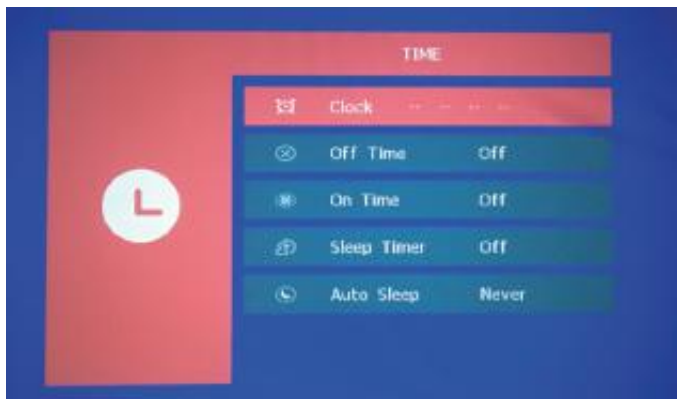 TIME
Clock -- -- -- --
Off Time Off
On Time Off
Sleep Timer Off
Auto Sleep Never